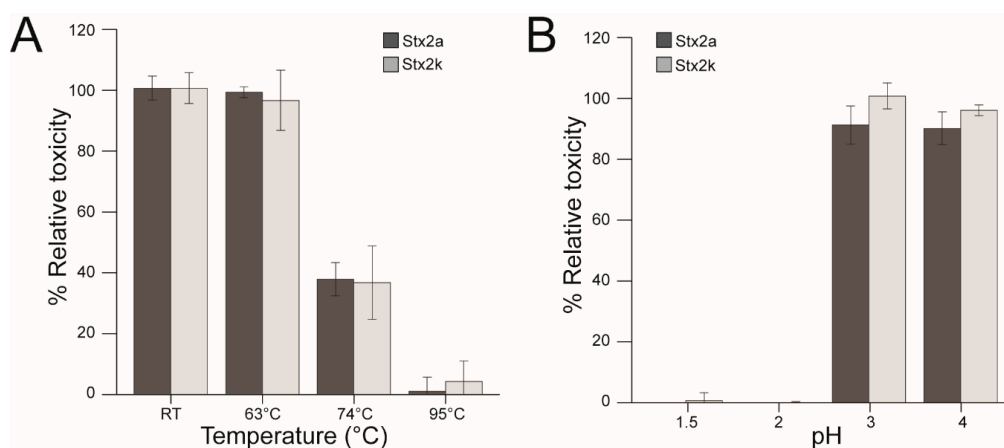 A
120
100
80
60
40
20
0
% Relative toxicity
Stx2a
Stx2k
RT
63°C
74°C
95°C
Temperature (°C)
B
120
100
80
60
40
20
0
% Relative toxicity
Stx2a
Stx2k
1.5
2
3
4
pH